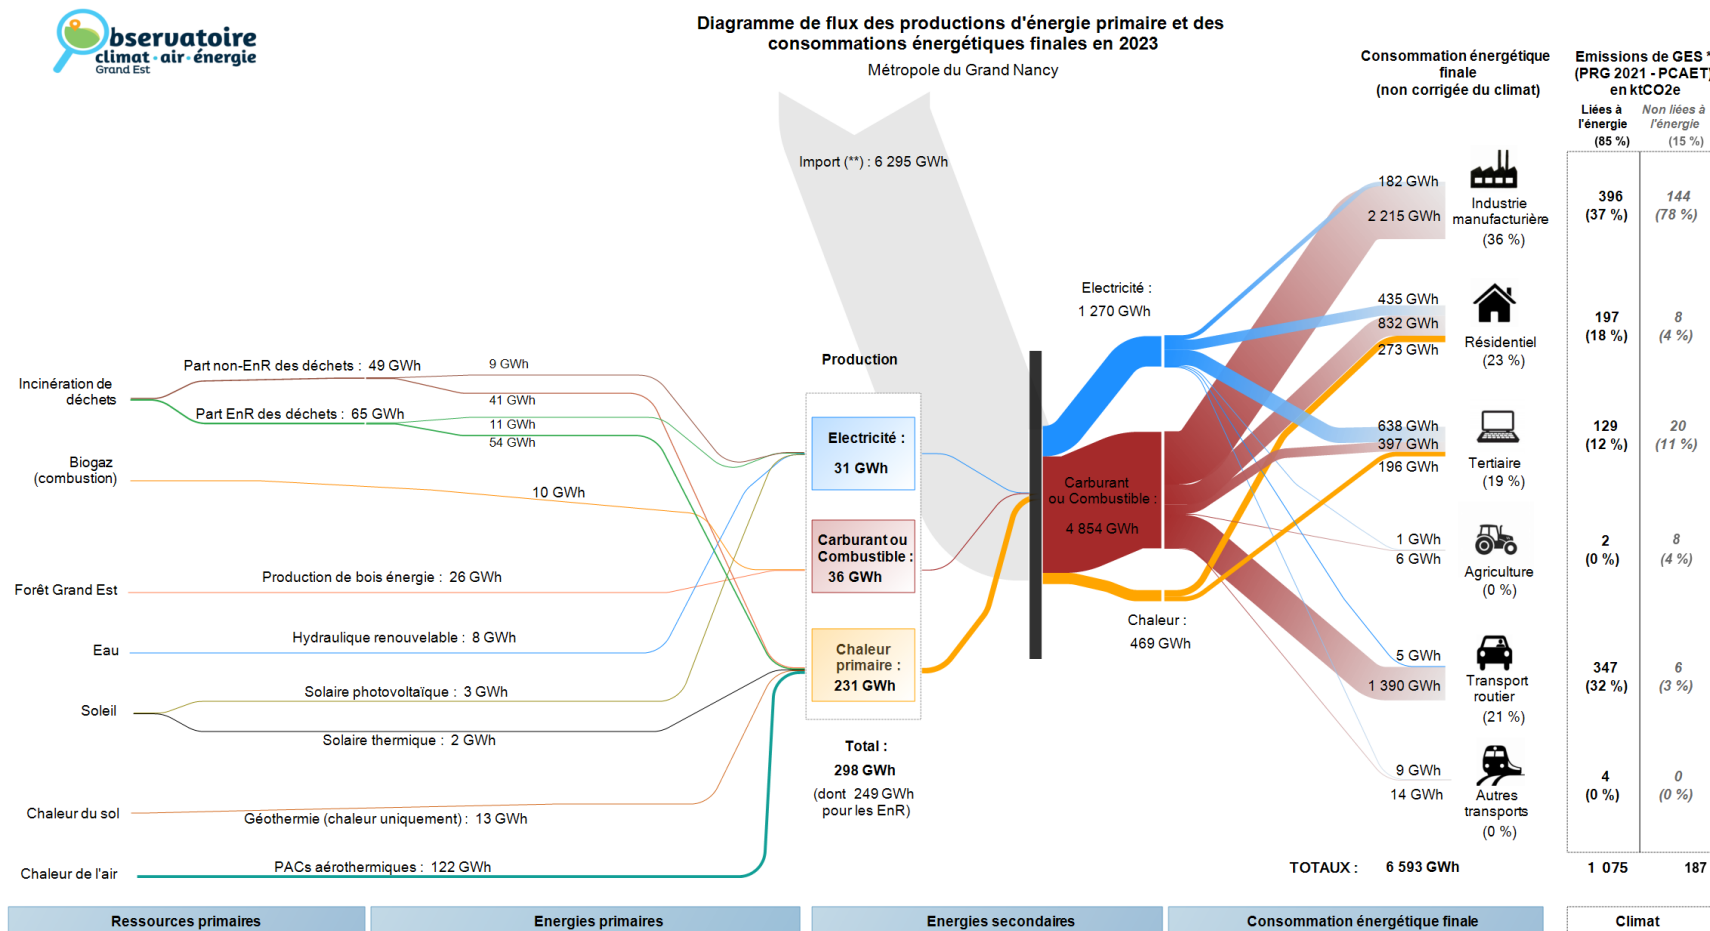 Observatoire
climat · air · énergie
Grand Est
Diagramme de flux des productions d'énergie primaire et des
consommations énergétiques finales en 2023
Métropole du Grand Nancy
Consommation énergétique
finale
(non corrigée du climat)
Emissions de GES *
(PRG 2021 - PCAET)
en ktCO2e
Liées à
l'énergie
(85 %)
Non liées à
l'énergie
(15 %)
Import (**) : 6 295 GWh
182 GWh
2 215 GWh
Industrie
manufacturière
(36 %)
396
(37 %)
144
(78 %)
Electricité :
1 270 GWh
435 GWh
832 GWh
273 GWh
Résidentiel
(23 %)
197
(18 %)
8
(4 %)
Production
Incinération de
déchets
Part non-EnR des déchets : 49 GWh
9 GWh
41 GWh
Part EnR des déchets : 65 GWh
11 GWh
54 GWh
Electricité :
31 GWh
638 GWh
397 GWh
196 GWh
Tertiaire
(19 %)
129
(12 %)
20
(11 %)
Biogaz
(combustion)
10 GWh
Carburant
ou Combustible :
4 854 GWh
Carburant ou
Combustible :
36 GWh
1 GWh
6 GWh
Agriculture
(0 %)
2
(0 %)
8
(4 %)
Forêt Grand Est
Production de bois énergie : 26 GWh
Eau
Hydraulique renouvelable : 8 GWh
Chaleur
primaire :
231 GWh
Chaleur :
469 GWh
5 GWh
1 390 GWh
Transport
routier
(21 %)
347
(32 %)
6
(3 %)
Soleil
Solaire photovoltaïque : 3 GWh
Solaire thermique : 2 GWh
Total :
298 GWh
(dont 249 GWh
pour les EnR)
9 GWh
14 GWh
Autres
transports
(0 %)
4
(0 %)
0
(0 %)
Chaleur du sol
Géothermie (chaleur uniquement) : 13 GWh
Chaleur de l'air
PACs aérothermiques : 122 GWh
TOTAUX : 6 593 GWh
1 075
187
Ressources primaires
Energies primaires
Energies secondaires
Consommation énergétique finale
Climat